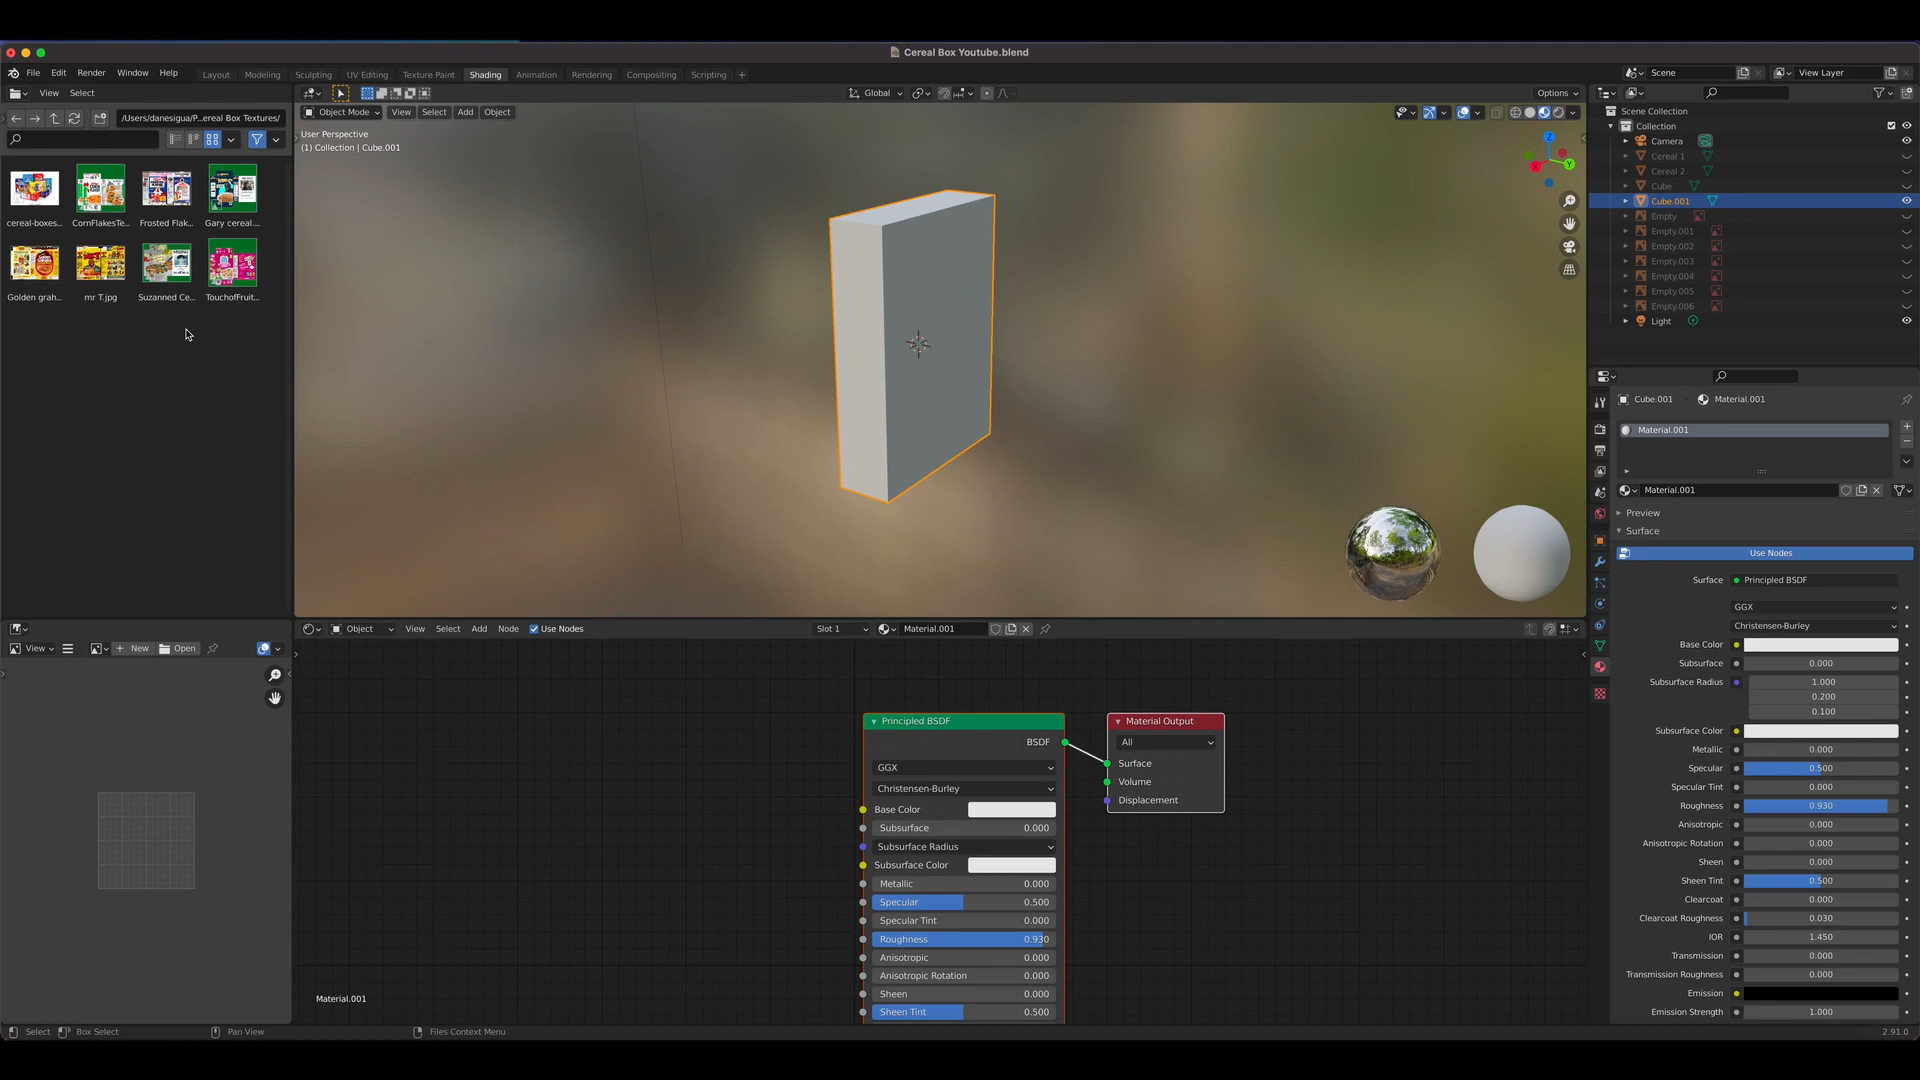 Cereal Box Youtube.blend
File Edit Render Window Help Layout Modeling Sculpting UV Editing Texture Paint Shading Animation Rendering Compositing Scripting + Scene View Layer
View Select Global Options
/Users/danesigua/P...ereal Box Textures/
Object Mode View Select Add Object
User Perspective
(1) Collection | Cube.001
Z
X
Y
cereal-boxes... CornFlakesTe... Frosted Flak... Gary cereal....
Golden grah... mr T.jpg Suzanned Ce... TouchofFruit...
Scene Collection
Collection
Camera
Cereal 1
Cereal 2
Cube
Cube.001
Empty
Empty.001
Empty.002
Empty.003
Empty.004
Empty.005
Empty.006
Light
Cube.001 Material.001
Material.001
Material.001
Preview
Surface
Use Nodes
Surface Principled BSDF
GGX
Christensen-Burley
Base Color
Subsurface 0.000
Subsurface Radius 1.000
0.200
0.100
Subsurface Color
Metallic 0.000
Specular 0.500
Specular Tint 0.000
Roughness 0.930
Anisotropic 0.000
Anisotropic Rotation 0.000
Sheen 0.000
Sheen Tint 0.500
Clearcoat 0.000
Clearcoat Roughness 0.030
IOR 1.450
Transmission 0.000
Transmission Roughness 0.000
Emission
Emission Strength 1.000
Object View Select Add Node Use Nodes Slot 1 Material.001
View New Open
Principled BSDF
BSDF
GGX
Christensen-Burley
Base Color
Subsurface 0.000
Subsurface Radius
Subsurface Color
Metallic 0.000
Specular 0.500
Specular Tint 0.000
Roughness 0.930
Anisotropic 0.000
Anisotropic Rotation 0.000
Sheen 0.000
Sheen Tint 0.500
Material Output
All
Surface
Volume
Displacement
Material.001
Select Box Select Pan View Files Context Menu 2.91.0